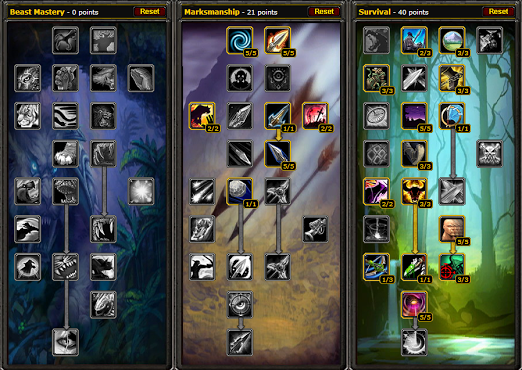 Beast Mastery - 0 points Reset
Marksmanship - 21 points Reset
5/5 5/5
2/2 1/1 2/2
5/5
1/1
Survival - 40 points Reset
2/3 3/3
3/3 3/3
5/5 1/1
3/3
2/2 3/3
5/5
1/3 1/1 3/3
5/5